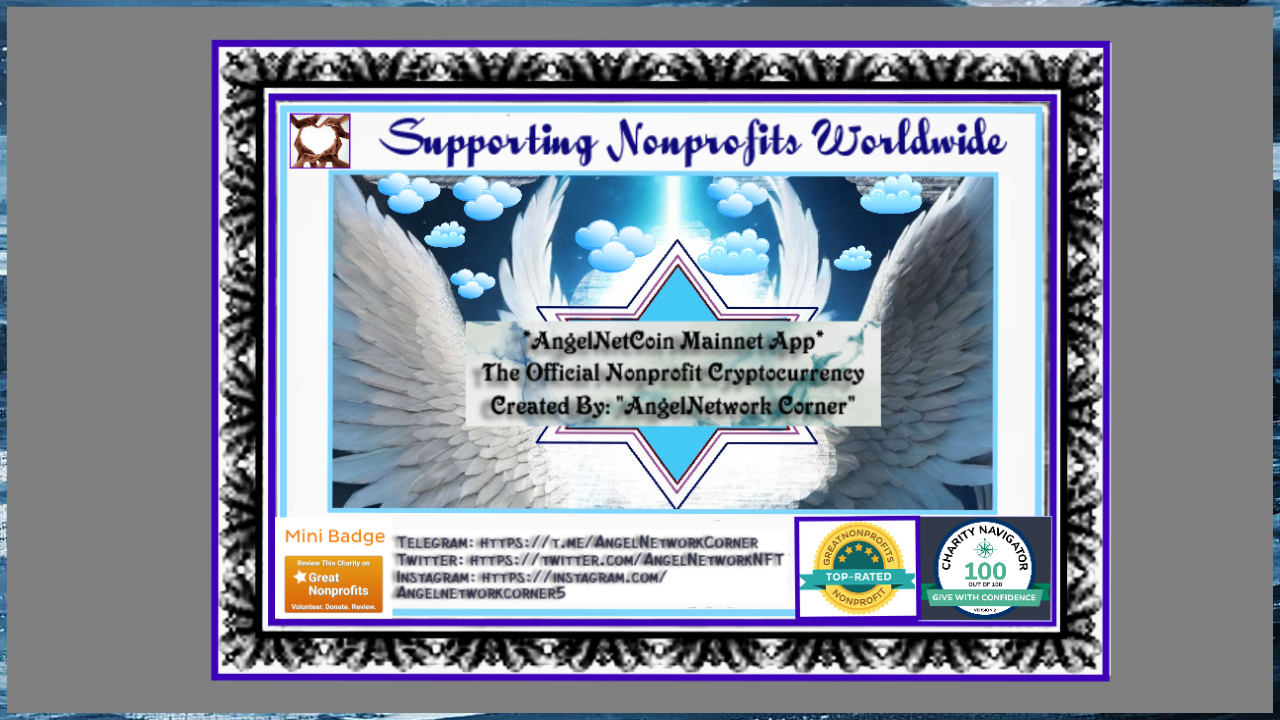 Supporting Nonprofits Worldwide
*AngelNetCoin Mainnet App*
The Official Nonprofit Cryptocurrency
Created By: "AngelNetwork Corner"
Mini Badge
Review This Charity on
Great
Nonprofits
Volunteer. Donate. Review.
Telegram: https://t.me/AngelNetworkCorner
Twitter: https://twitter.com/AngelNetworkNFT
Instagram: https://instagram.com/
Angelnetworkcorner5
GREATNONPROFITS
TOP-RATED
NONPROFIT
CHARITY NAVIGATOR
100
OUT OF 100
GIVE WITH CONFIDENCE
VERSION 2